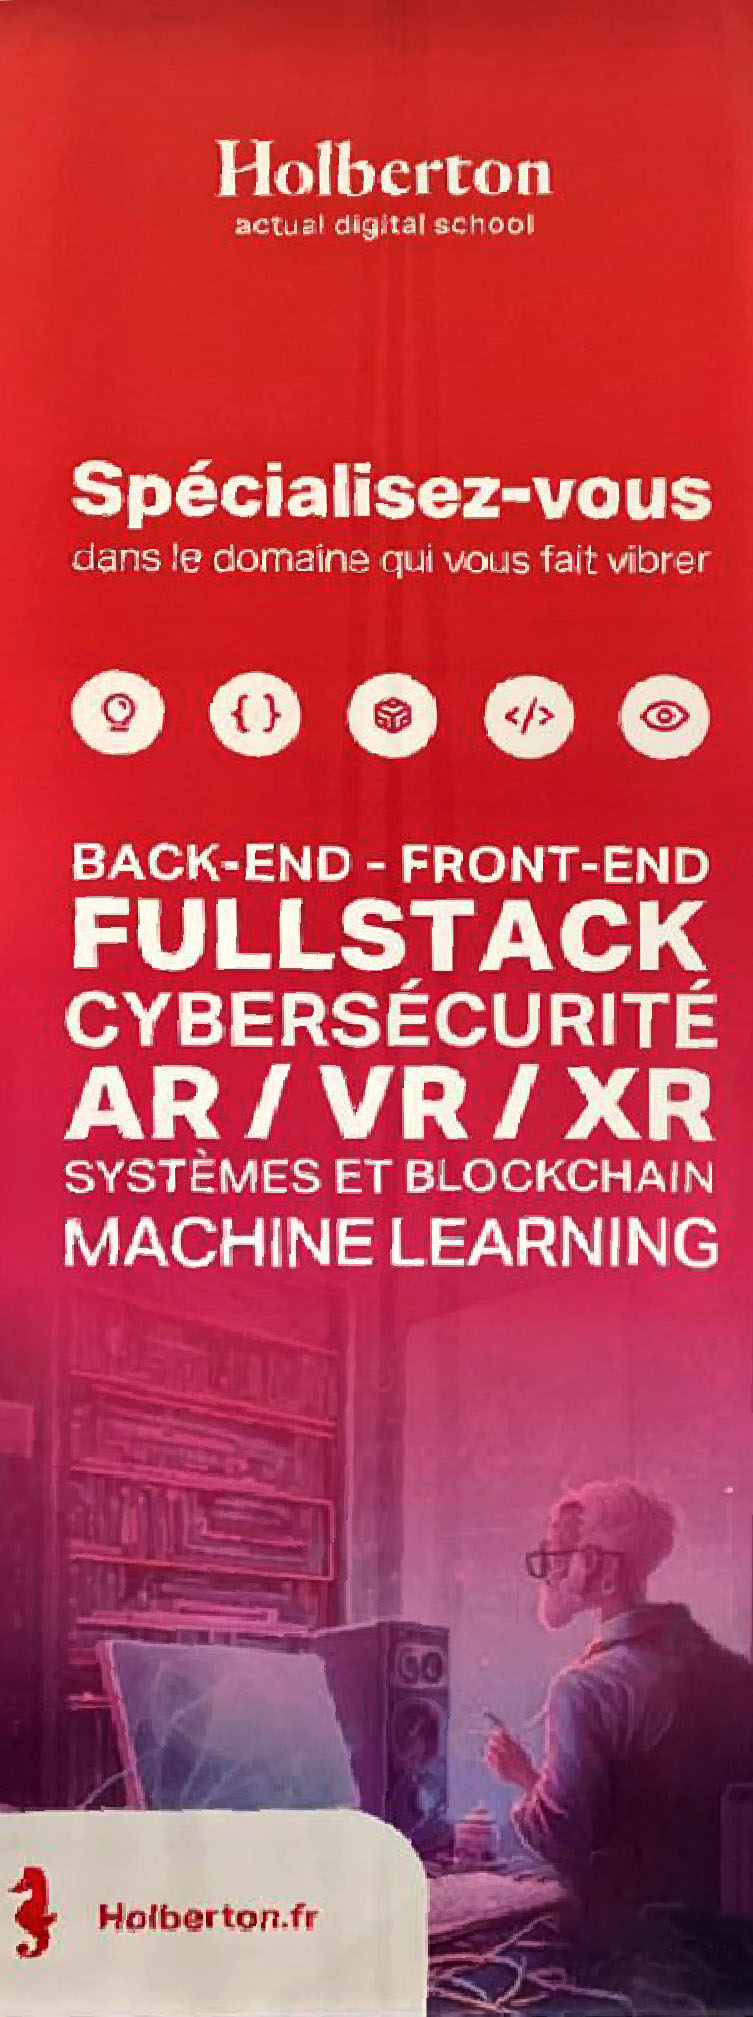 Holberton
actual digital school
Spécialisez-vous
dans le domaine qui vous fait vibrer
BACK-END - FRONT-END
FULLSTACK
CYBERSÉCURITÉ
AR / VR / XR
SYSTÈMES ET BLOCKCHAIN
MACHINE LEARNING
Holberton.fr